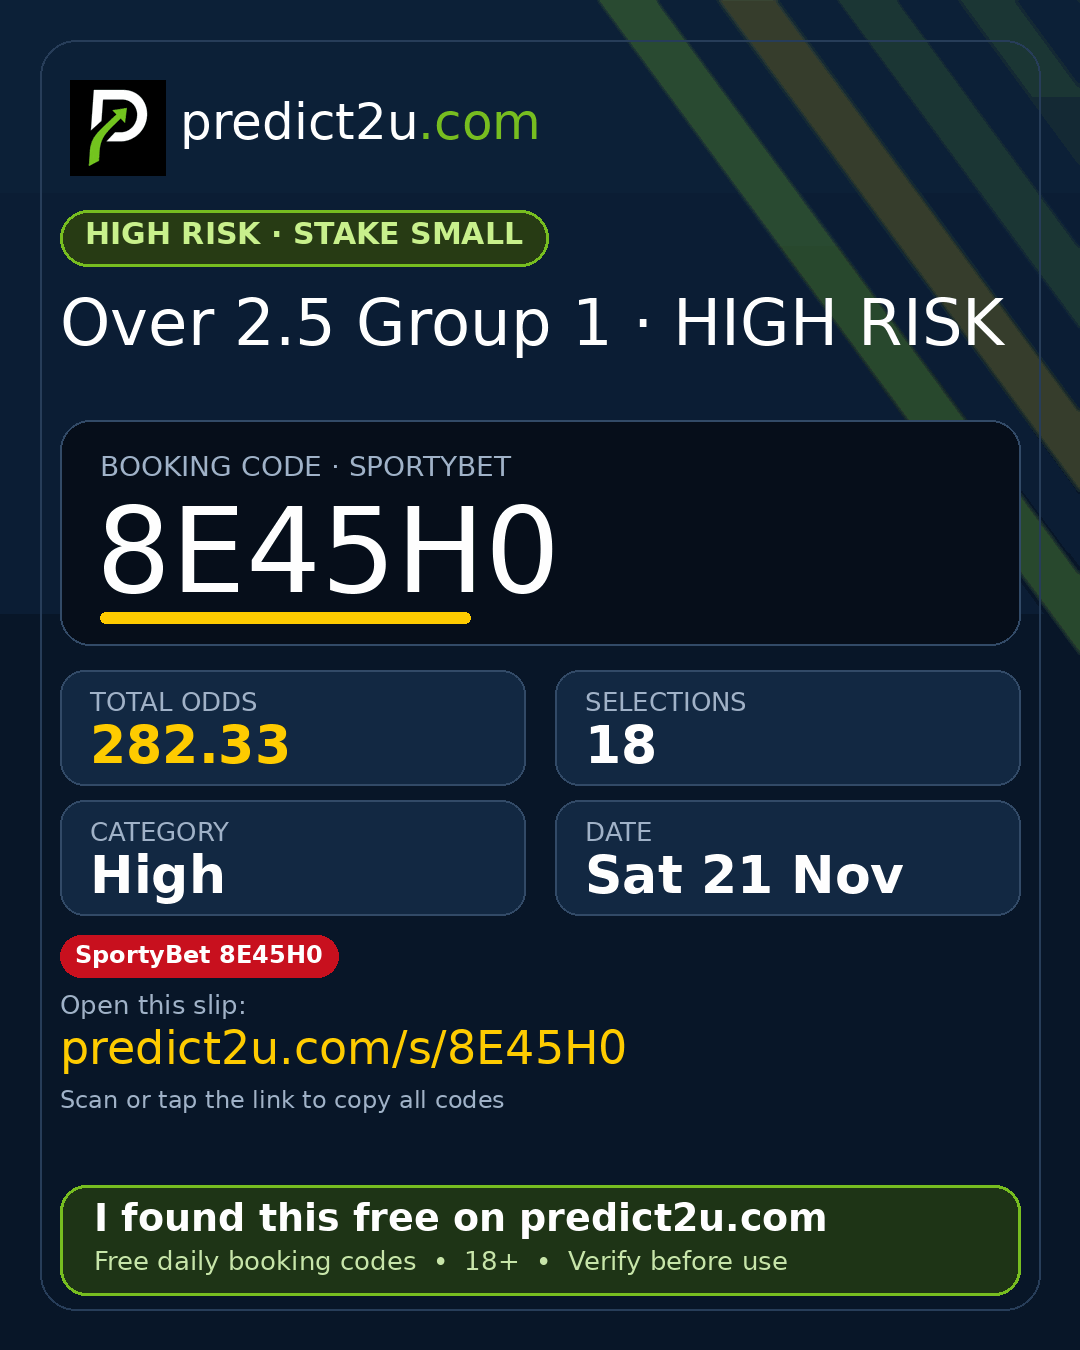 predict2u.com
HIGH RISK · STAKE SMALL
Over 2.5 Group 1 · HIGH RISK
BOOKING CODE · SPORTYBET
8E45H0
TOTAL ODDS
282.33
SELECTIONS
18
CATEGORY
High
DATE
Sat 21 Nov
SportyBet 8E45H0
Open this slip:
predict2u.com/s/8E45H0
Scan or tap the link to copy all codes
I found this free on predict2u.com
Free daily booking codes • 18+ • Verify before use